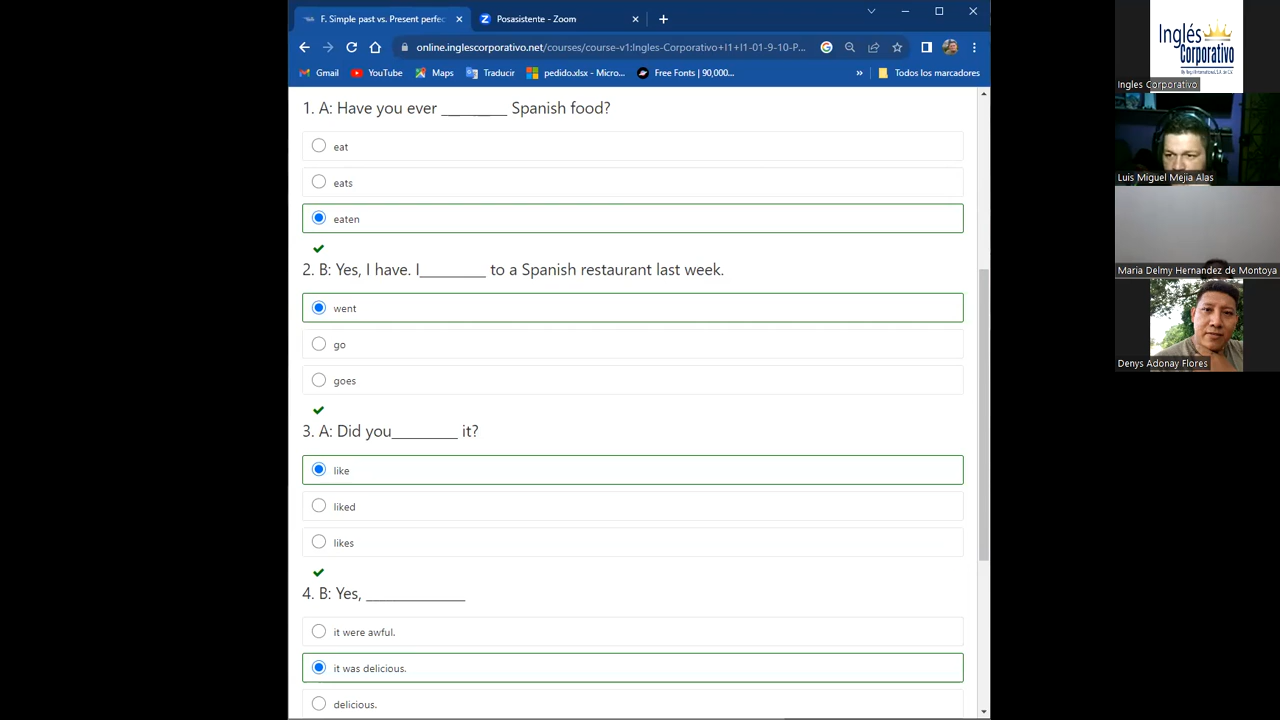 F. Simple past vs. Present perfec
Posasistente - Zoom
online.inglescorporativo.net/courses/course-v1:Ingles-Corporativo+I1+I1-01-9-10-P...
Gmail YouTube Maps Traducir pedido.xlsx - Micro... Free Fonts | 90,000... » Todos los marcadores
1. A: Have you ever ________ Spanish food?
eat
eats
eaten
2. B: Yes, I have. I________ to a Spanish restaurant last week.
went
go
goes
3. A: Did you________ it?
like
liked
likes
4. B: Yes, ____________
it were awful.
it was delicious.
delicious.
Inglés
Corporativo
Ingles Corporativo
Luis Miguel Mejia Alas
Maria Delmy Hernandez de Montoya
Denys Adonay Flores